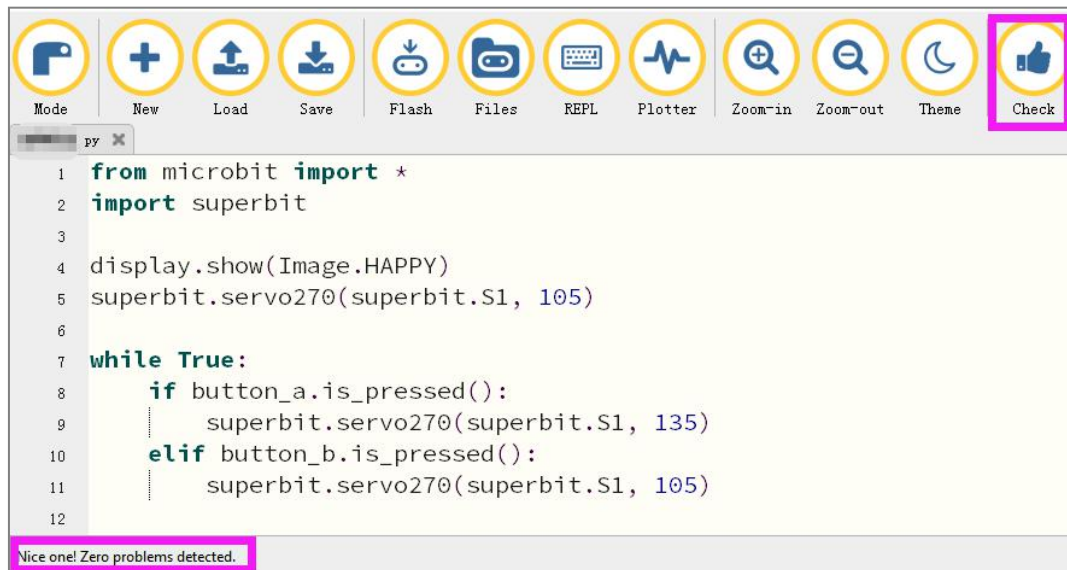 Mode New Load Save Flash Files REPL Plotter Zoom-in Zoom-out Theme Check
py
1 from microbit import *
2 import superbit
3
4 display.show(Image.HAPPY)
5 superbit.servo270(superbit.S1, 105)
6
7 while True:
8     if button_a.is_pressed():
9         superbit.servo270(superbit.S1, 135)
10     elif button_b.is_pressed():
11         superbit.servo270(superbit.S1, 105)
12
Nice one! Zero problems detected.